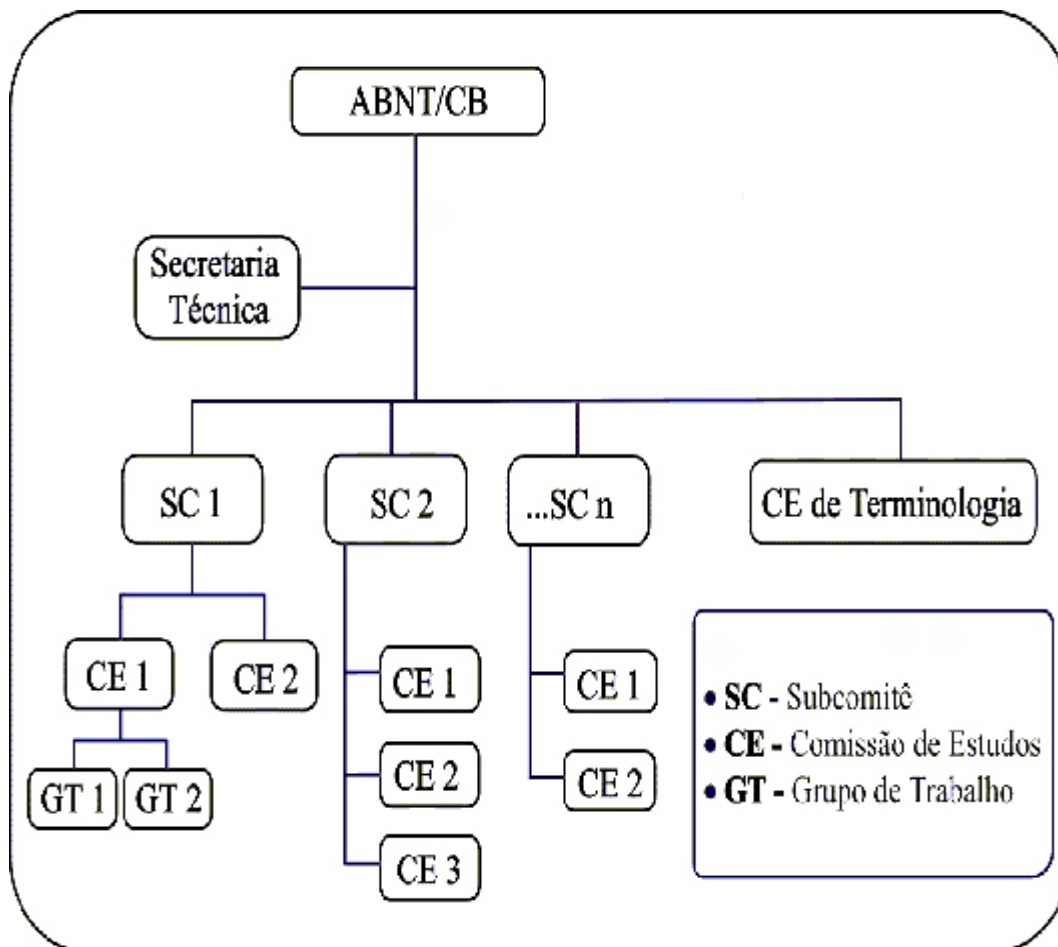 ABNT/CB
Secretaria
Técnica
SC 1
SC 2
...SC n
CE de Terminologia
CE 1
CE 2
GT 1
GT 2
CE 1
CE 2
CE 3
CE 1
CE 2
• SC - Subcomitê
• CE - Comissão de Estudos
• GT - Grupo de Trabalho